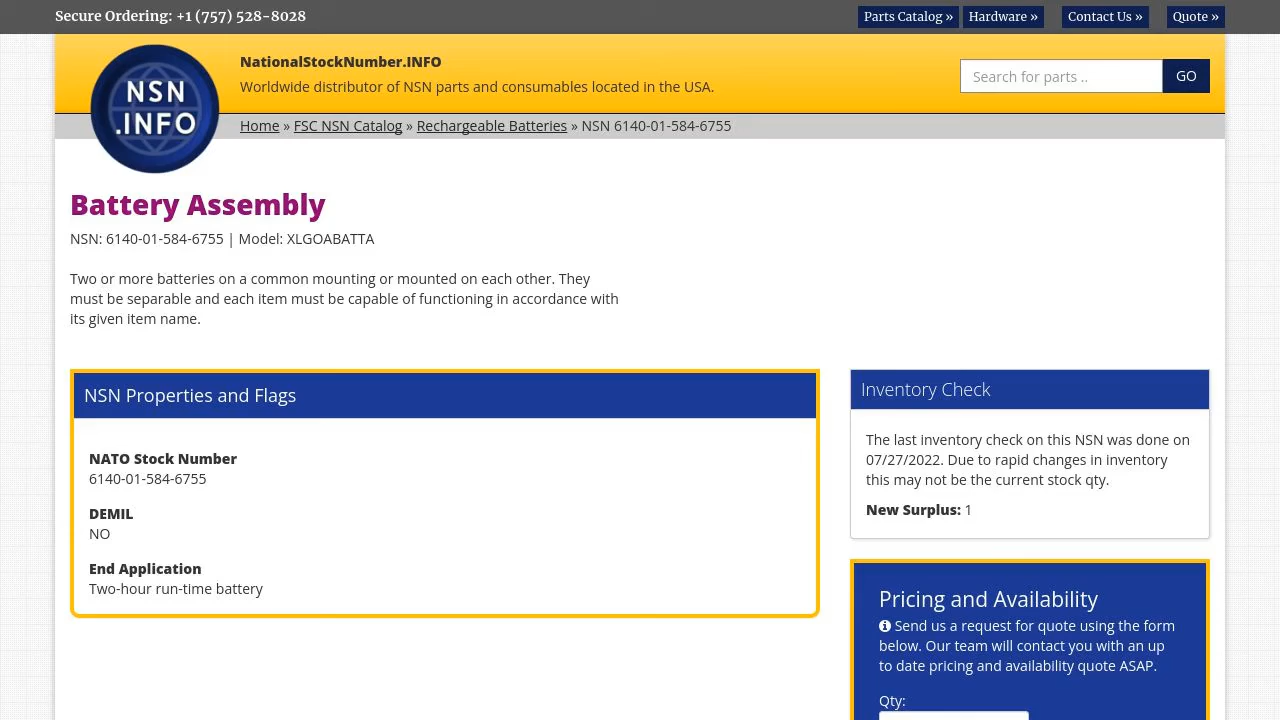 Secure Ordering: +1 (757) 528-8028
Parts Catalog »
Hardware »
Contact Us »
Quote »
NSN
.INFO
NationalStockNumber.INFO
Worldwide distributor of NSN parts and consumables located in the USA.
Search for parts ..
GO
Home » FSC NSN Catalog » Rechargeable Batteries » NSN 6140-01-584-6755
Battery Assembly
NSN: 6140-01-584-6755 | Model: XLGOABATTA
Two or more batteries on a common mounting or mounted on each other. They
must be separable and each item must be capable of functioning in accordance with
its given item name.
NSN Properties and Flags
NATO Stock Number
6140-01-584-6755
DEMIL
NO
End Application
Two-hour run-time battery
Inventory Check
The last inventory check on this NSN was done on
07/27/2022. Due to rapid changes in inventory
this may not be the current stock qty.
New Surplus: 1
Pricing and Availability
Send us a request for quote using the form
below. Our team will contact you with an up
to date pricing and availability quote ASAP.
Qty: